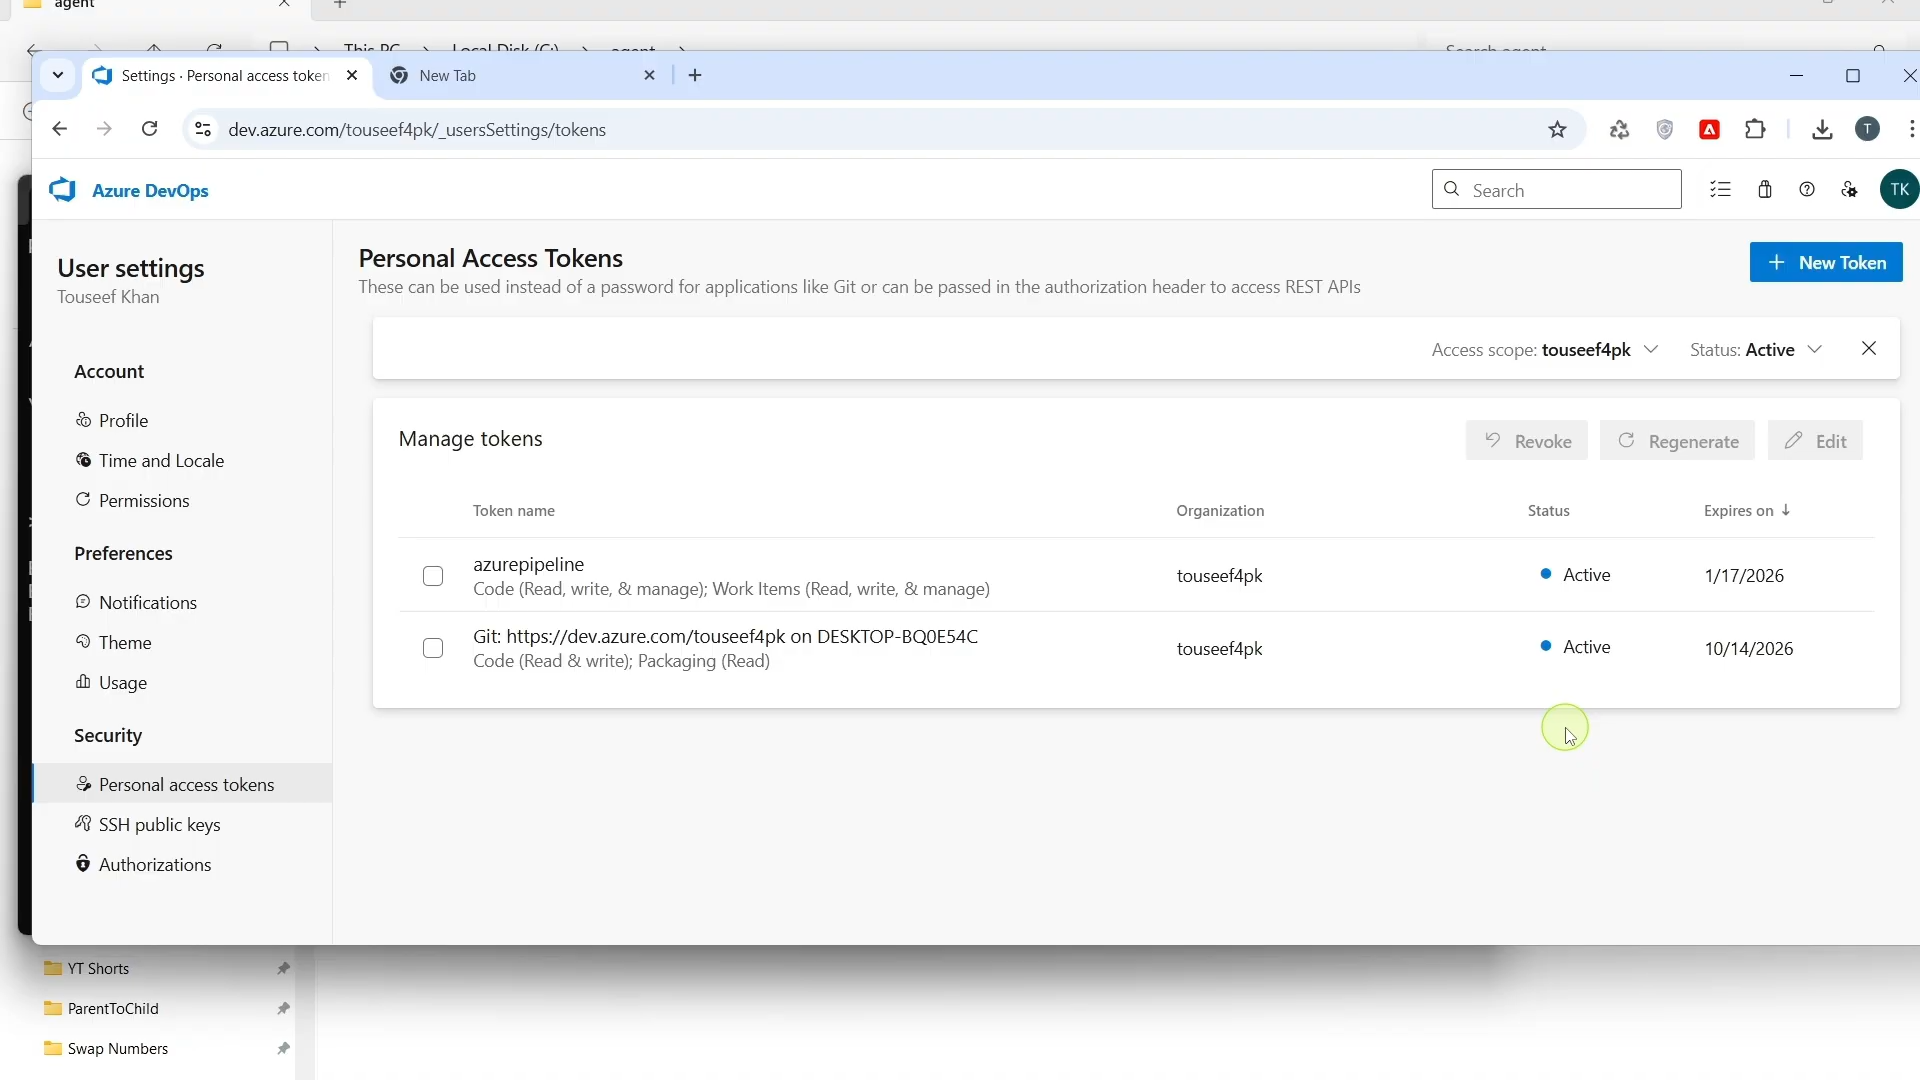 agent
This PC
Local Disk (C:)
agent
Search agent
Settings · Personal access token
New Tab
dev.azure.com/touseef4pk/_usersSettings/tokens
T
Azure DevOps
Search
TK
User settings
Touseef Khan
Personal Access Tokens
These can be used instead of a password for applications like Git or can be passed in the authorization header to access REST APIs
New Token
Access scope: touseef4pk
Status: Active
Account
Profile
Time and Locale
Permissions
Preferences
Notifications
Theme
Usage
Security
Personal access tokens
SSH public keys
Authorizations
Manage tokens
Revoke
Regenerate
Edit
Token name
Organization
Status
Expires on
azurepipeline
Code (Read, write, & manage); Work Items (Read, write, & manage)
touseef4pk
Active
1/17/2026
Git: https://dev.azure.com/touseef4pk on DESKTOP-BQ0E54C
Code (Read & write); Packaging (Read)
touseef4pk
Active
10/14/2026
YT Shorts
ParentToChild
Swap Numbers